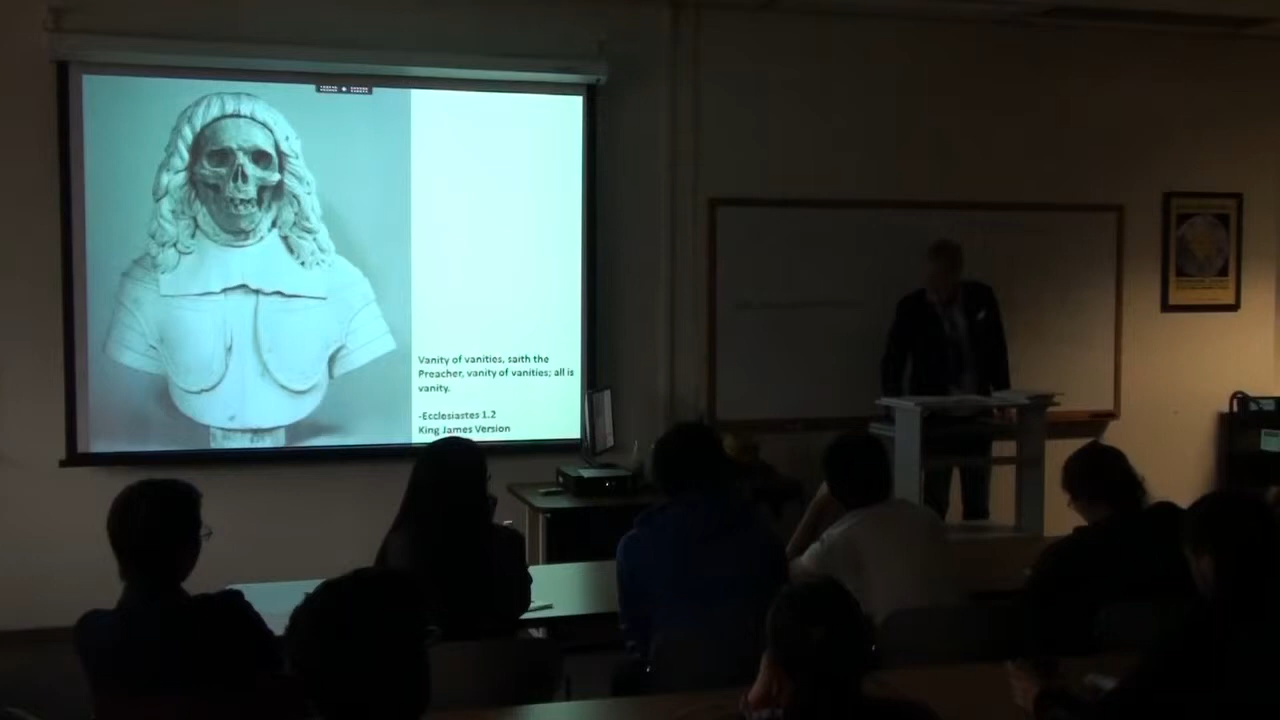 Vanity of vanities, saith the
Preacher, vanity of vanities; all is
vanity.
-Ecclesiastes 1.2
King James Version